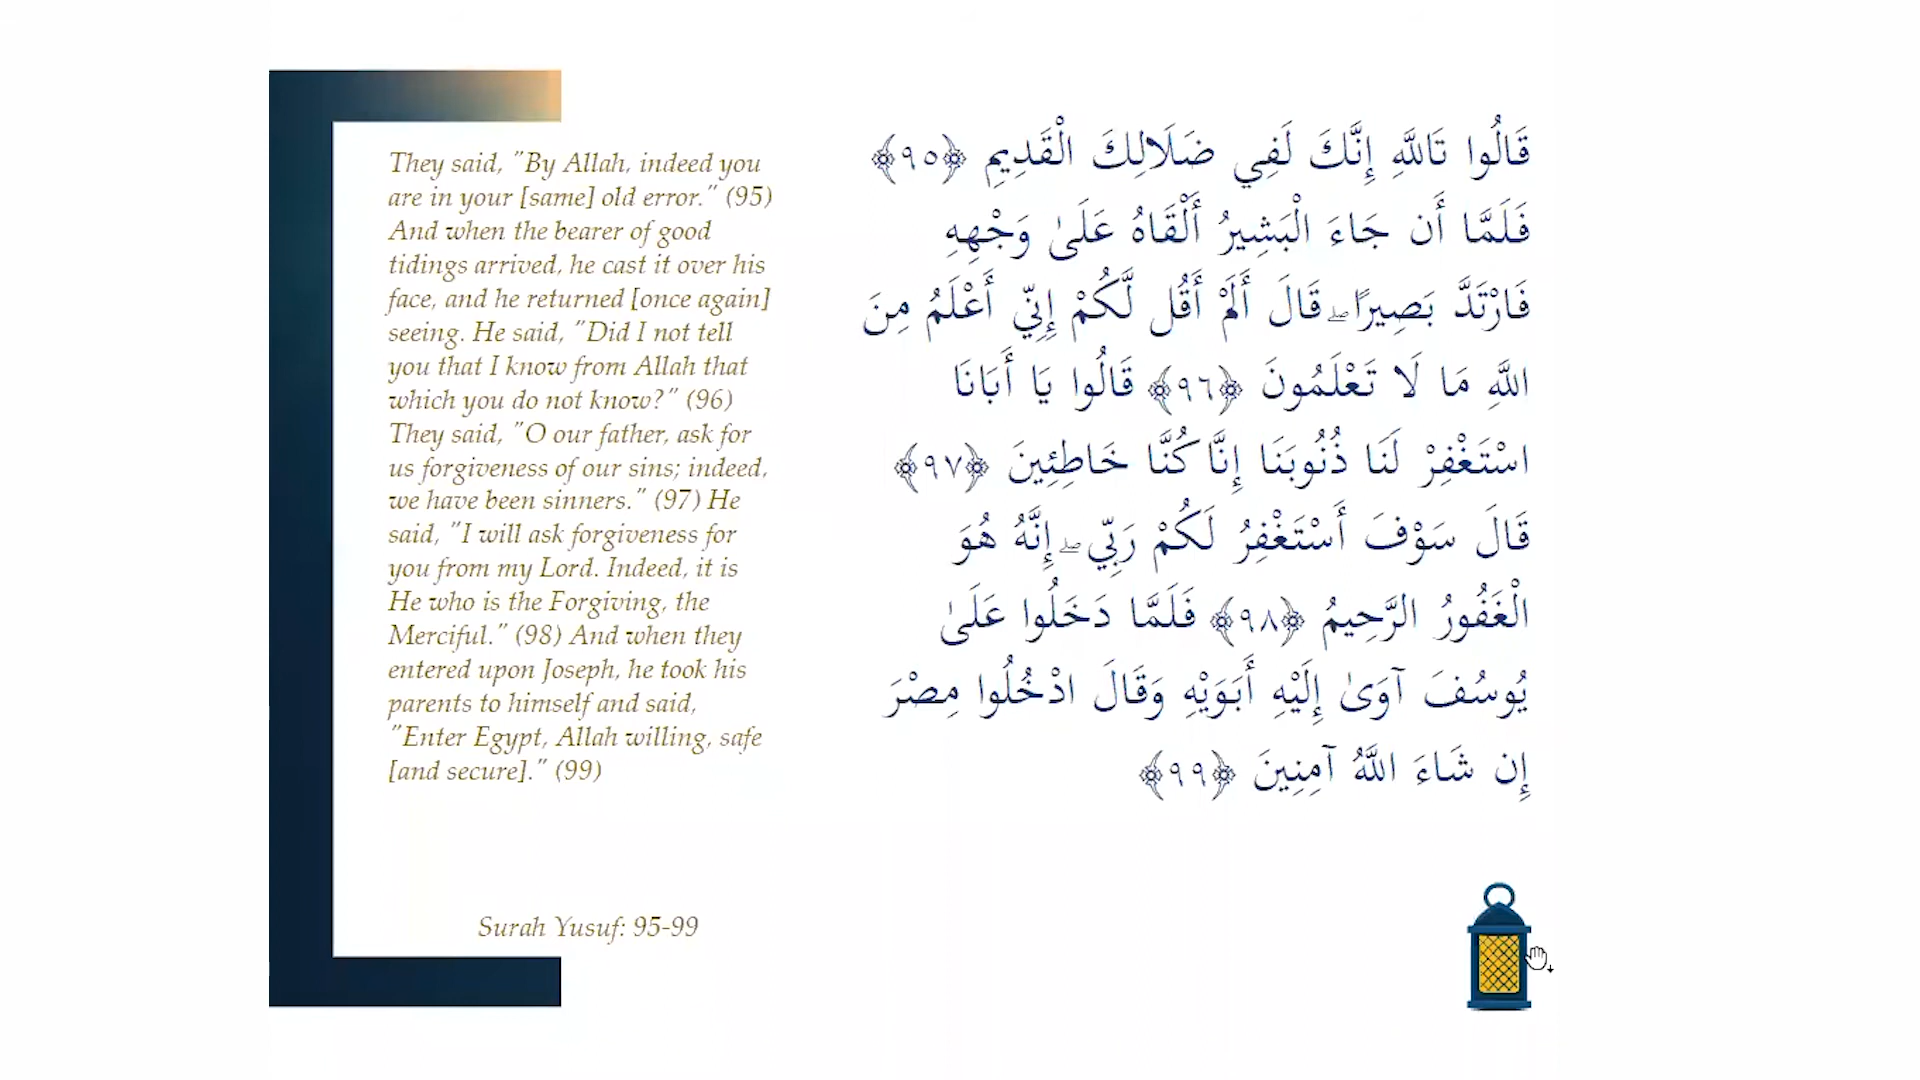 They said, "By Allah, indeed you
are in your [same] old error." (95)
And when the bearer of good
tidings arrived, he cast it over his
face, and he returned [once again]
seeing. He said, "Did I not tell
you that I know from Allah that
which you do not know?" (96)
They said, "O our father, ask for
us forgiveness of our sins; indeed,
we have been sinners." (97) He
said, "I will ask forgiveness for
you from my Lord. Indeed, it is
He who is the Forgiving, the
Merciful." (98) And when they
entered upon Joseph, he took his
parents to himself and said,
"Enter Egypt, Allah willing, safe
[and secure]." (99)
Surah Yusuf: 95-99
قَالُوا تَاللَّهِ إِنَّكَ لَفِي ضَلَالِكَ الْقَدِيمِ ﴿٩٥﴾
فَلَمَّا أَن جَاءَ الْبَشِيرُ أَلْقَاهُ عَلَىٰ وَجْهِهِ
فَارْتَدَّ بَصِيرًا ۖ قَالَ أَلَمْ أَقُل لَّكُمْ إِنِّي أَعْلَمُ مِنَ
اللَّهِ مَا لَا تَعْلَمُونَ ﴿٩٦﴾ قَالُوا يَا أَبَانَا
اسْتَغْفِرْ لَنَا ذُنُوبَنَا إِنَّا كُنَّا خَاطِئِينَ ﴿٩٧﴾
قَالَ سَوْفَ أَسْتَغْفِرُ لَكُمْ رَبِّي ۖ إِنَّهُ هُوَ
الْغَفُورُ الرَّحِيمُ ﴿٩٨﴾ فَلَمَّا دَخَلُوا عَلَىٰ
يُوسُفَ آوَىٰ إِلَيْهِ أَبَوَيْهِ وَقَالَ ادْخُلُوا مِصْرَ
إِن شَاءَ اللَّهُ آمِنِينَ ﴿٩٩﴾